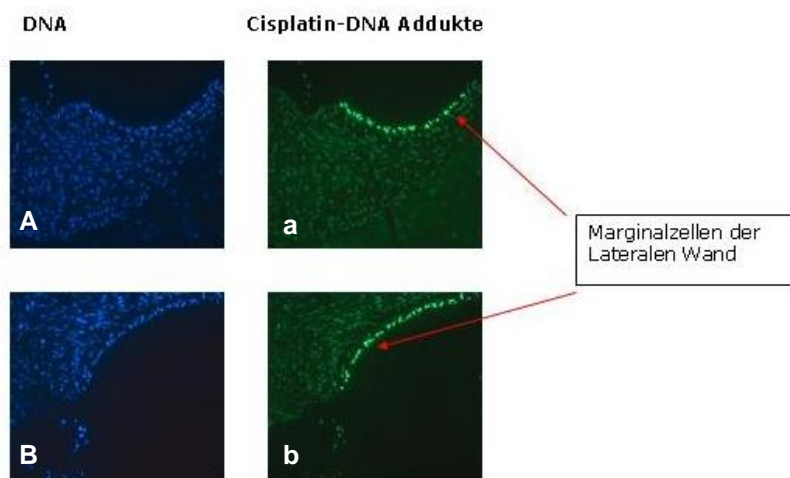 DNA
Cisplatin-DNA Addukte
A
a
Marginalzellen der
Lateralen Wand
B
b